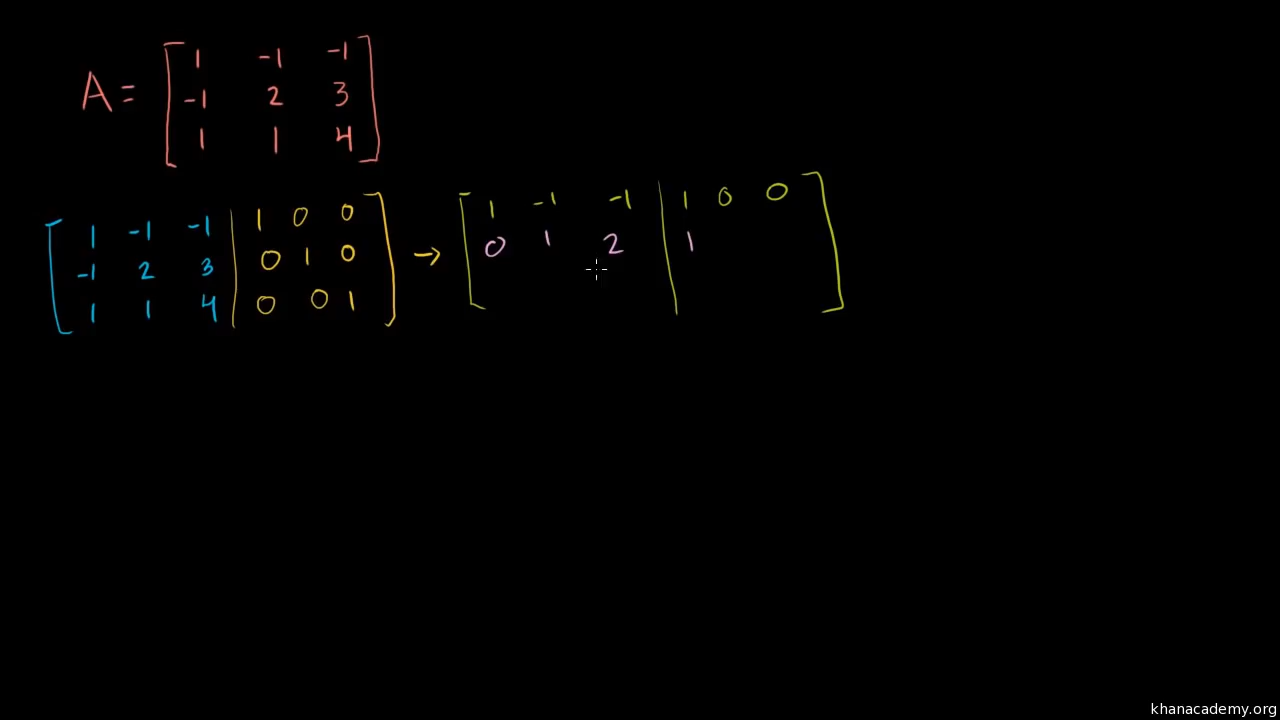 A = [ 1 -1 -1
-1 2 3
1 1 4 ]
[ 1 -1 -1 | 1 0 0
-1 2 3 | 0 1 0
1 1 4 | 0 0 1 ]
→
[ 1 -1 -1 | 1 0 0
0 1 2 | 1
]
khanacademy.org